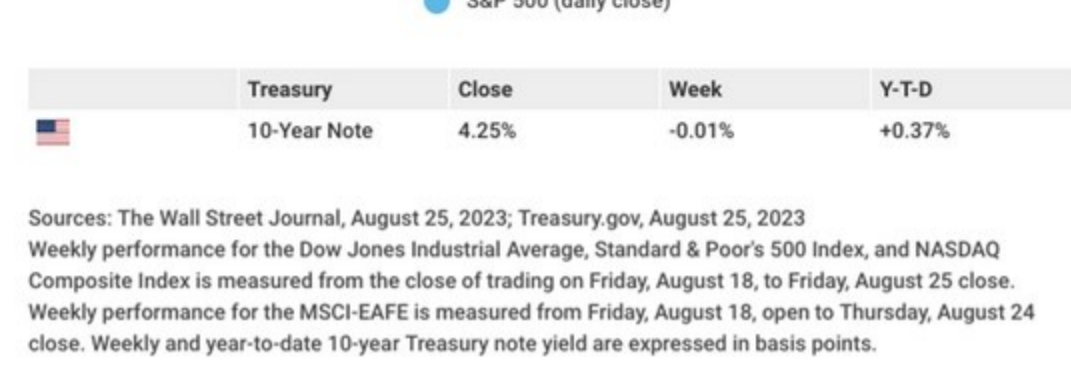 S&P 500 (daily close)
Treasury Close Week Y-T-D
10-Year Note 4.25% -0.01% +0.37%
Sources: The Wall Street Journal, August 25, 2023; Treasury.gov, August 25, 2023
Weekly performance for the Dow Jones Industrial Average, Standard & Poor's 500 Index, and NASDAQ
Composite Index is measured from the close of trading on Friday, August 18, to Friday, August 25 close.
Weekly performance for the MSCI-EAFE is measured from Friday, August 18, open to Thursday, August 24
close. Weekly and year-to-date 10-year Treasury note yield are expressed in basis points.